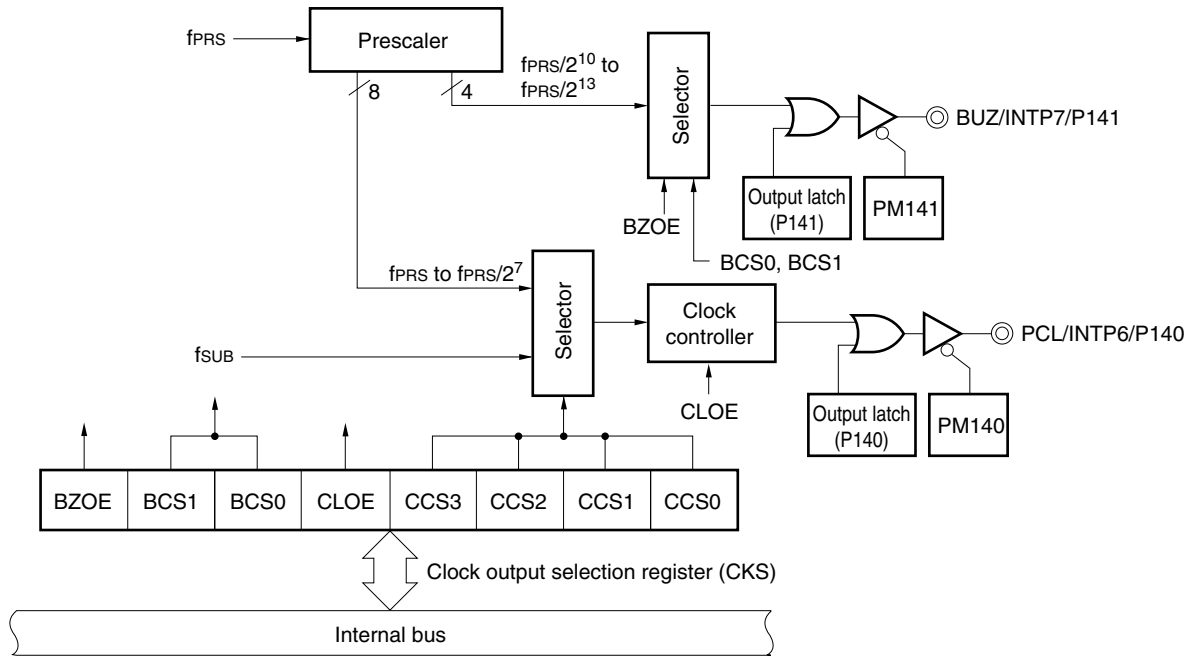 fPRS
Prescaler
8
4
fPRS/2^10 to
fPRS/2^13
Selector
BUZ/INTP7/P141
BZOE
Output latch
(P141)
PM141
BCS0, BCS1
fPRS to fPRS/2^7
Selector
Clock
controller
PCL/INTP6/P140
fSUB
CLOE
Output latch
(P140)
PM140
BZOE BCS1 BCS0 CLOE CCS3 CCS2 CCS1 CCS0
Clock output selection register (CKS)
Internal bus